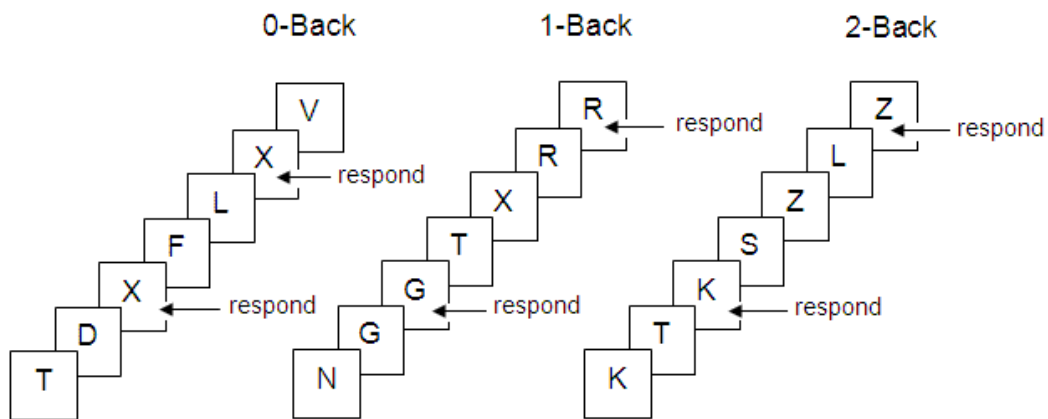 0-Back 1-Back 2-Back
V R Z
respond respond
X R L
respond
L X Z
F T S
X G K
respond respond respond
D G T
T N K